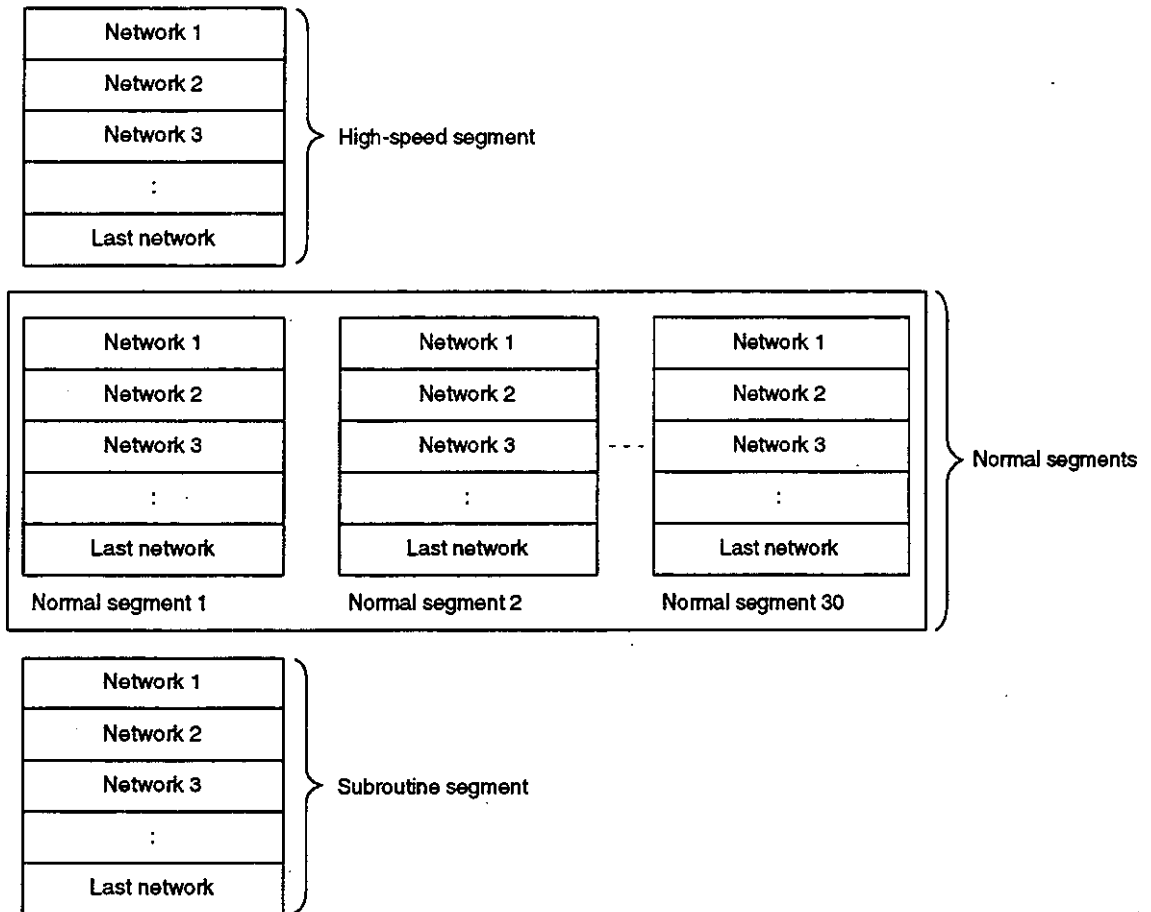 Network 1
Network 2
Network 3
:
Last network
High-speed segment
Network 1
Network 2
Network 3
:
Last network
Normal segment 1
Network 1
Network 2
Network 3
:
Last network
Normal segment 2
- - - -
Network 1
Network 2
Network 3
:
Last network
Normal segment 30
Normal segments
Network 1
Network 2
Network 3
:
Last network
Subroutine segment